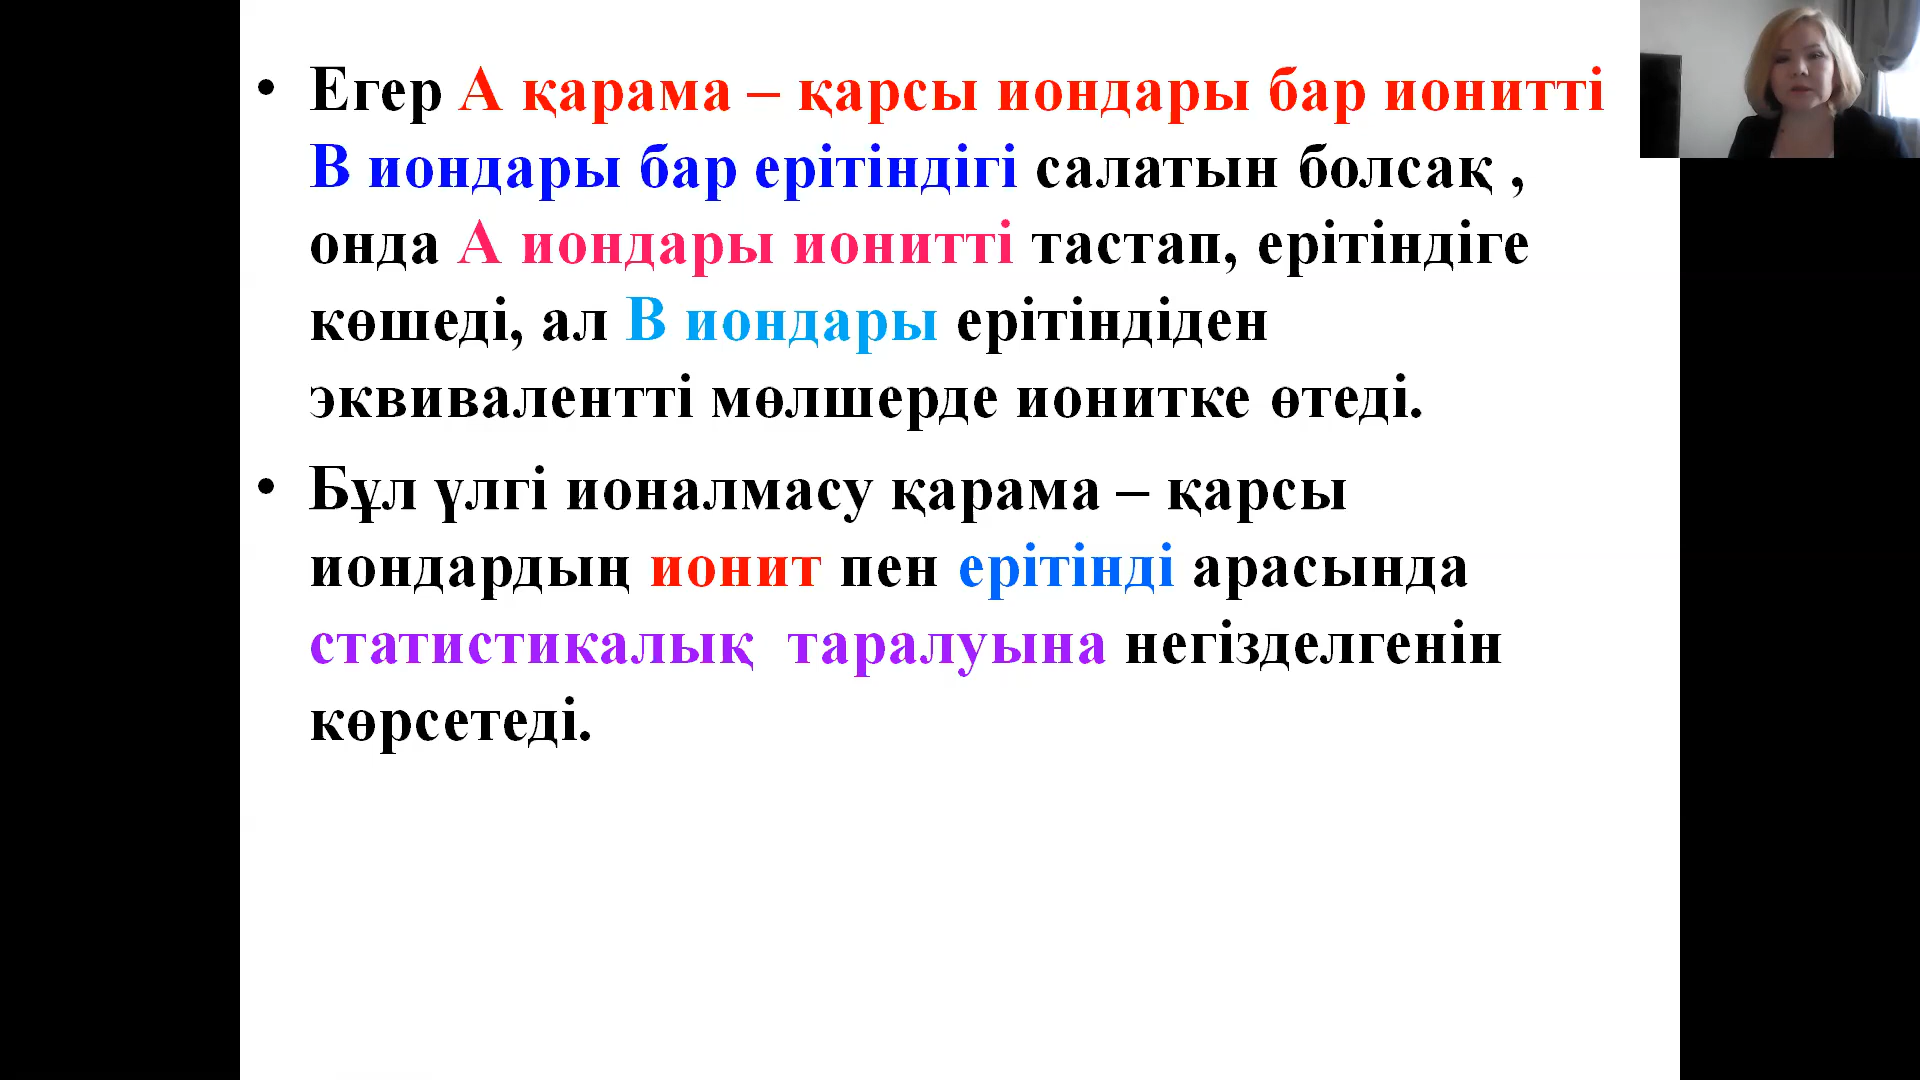 • Егер А қарама – қарсы иондары бар ионитті
В иондары бар ерітіндігі салатын болсақ ,
онда А иондары ионитті тастап, ерітіндіге
көшеді, ал В иондары ерітіндіден
эквивалентті мөлшерде ионитке өтеді.
• Бұл үлгі ионалмасу қарама – қарсы
иондардың ионит пен ерітінді арасында
статистикалық  таралуына негізделгенін
көрсетеді.